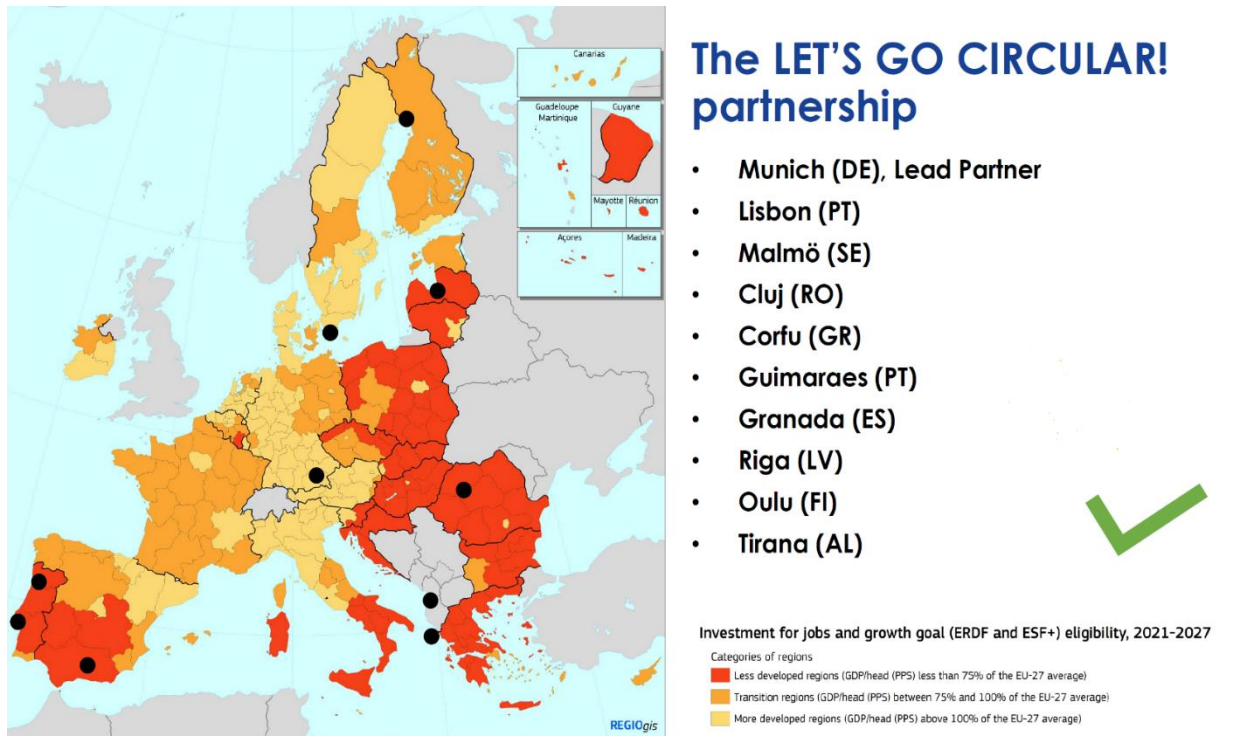 Canarias
Guadeloupe
Martinique
Guyane
Mayotte
Réunion
Açores
Madeira
REGIOgis
The LET'S GO CIRCULAR!
partnership
• Munich (DE), Lead Partner
• Lisbon (PT)
• Malmö (SE)
• Cluj (RO)
• Corfu (GR)
• Guimaraes (PT)
• Granada (ES)
• Riga (LV)
• Oulu (FI)
• Tirana (AL)
Investment for jobs and growth goal (ERDF and ESF+) eligibility, 2021-2027
Categories of regions
Less developed regions (GDP/head (PPS) less than 75% of the EU-27 average)
Transition regions (GDP/head (PPS) between 75% and 100% of the EU-27 average)
More developed regions (GDP/head (PPS) above 100% of the EU-27 average)